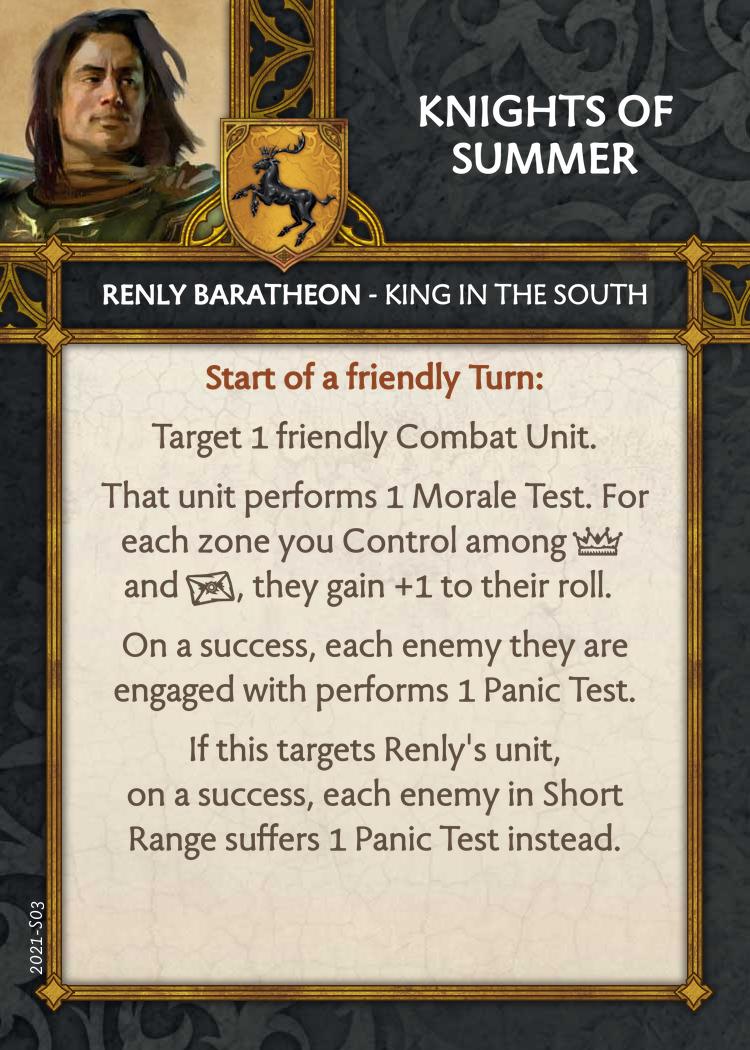 KNIGHTS OF
SUMMER
RENLY BARATHEON - KING IN THE SOUTH
Start of a friendly Turn:
Target 1 friendly Combat Unit.
That unit performs 1 Morale Test. For
each zone you Control among
and , they gain +1 to their roll.
On a success, each enemy they are
engaged with performs 1 Panic Test.
If this targets Renly's unit,
on a success, each enemy in Short
Range suffers 1 Panic Test instead.
2021-S03